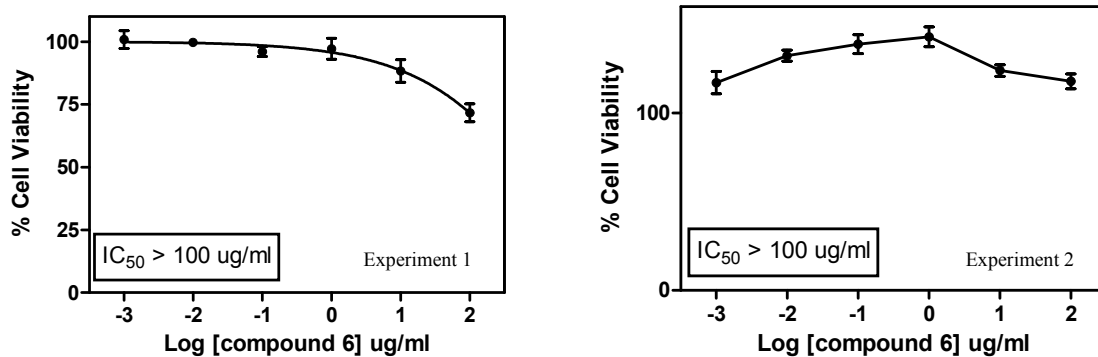 % Cell Viability
100
75
50
25
0
IC50 > 100 ug/ml
Experiment 1
-3 -2 -1 0 1 2
Log [compound 6] ug/ml
% Cell Viability
100
0
IC50 > 100 ug/ml
Experiment 2
-3 -2 -1 0 1 2
Log [compound 6] ug/ml